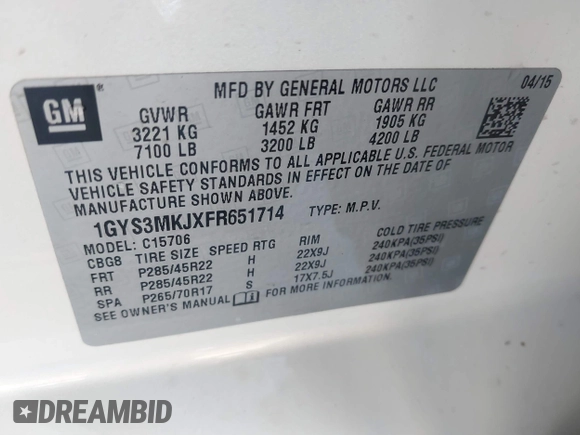 MFD BY GENERAL MOTORS LLC 04/15
GM
GVWR GAWR FRT GAWR RR
3221 KG 1452 KG 1905 KG
7100 LB 3200 LB 4200 LB
THIS VEHICLE CONFORMS TO ALL APPLICABLE U.S. FEDERAL MOTOR
VEHICLE SAFETY STANDARDS IN EFFECT ON THE DATE OF
MANUFACTURE SHOWN ABOVE.
1GYS3MKJXFR651714 TYPE: M.P.V.
MODEL: C15706
CBGB TIRE SIZE SPEED RTG RIM COLD TIRE PRESSURE
FRT P285/45R22 H 22X9J 240KPA(35PSI)
RR P285/45R22 H 22X9J 240KPA(35PSI)
SPA P265/70R17 S 17X7.5J 240KPA(35PSI)
SEE OWNER'S MANUAL FOR MORE INFORMATION.
DREAMBID